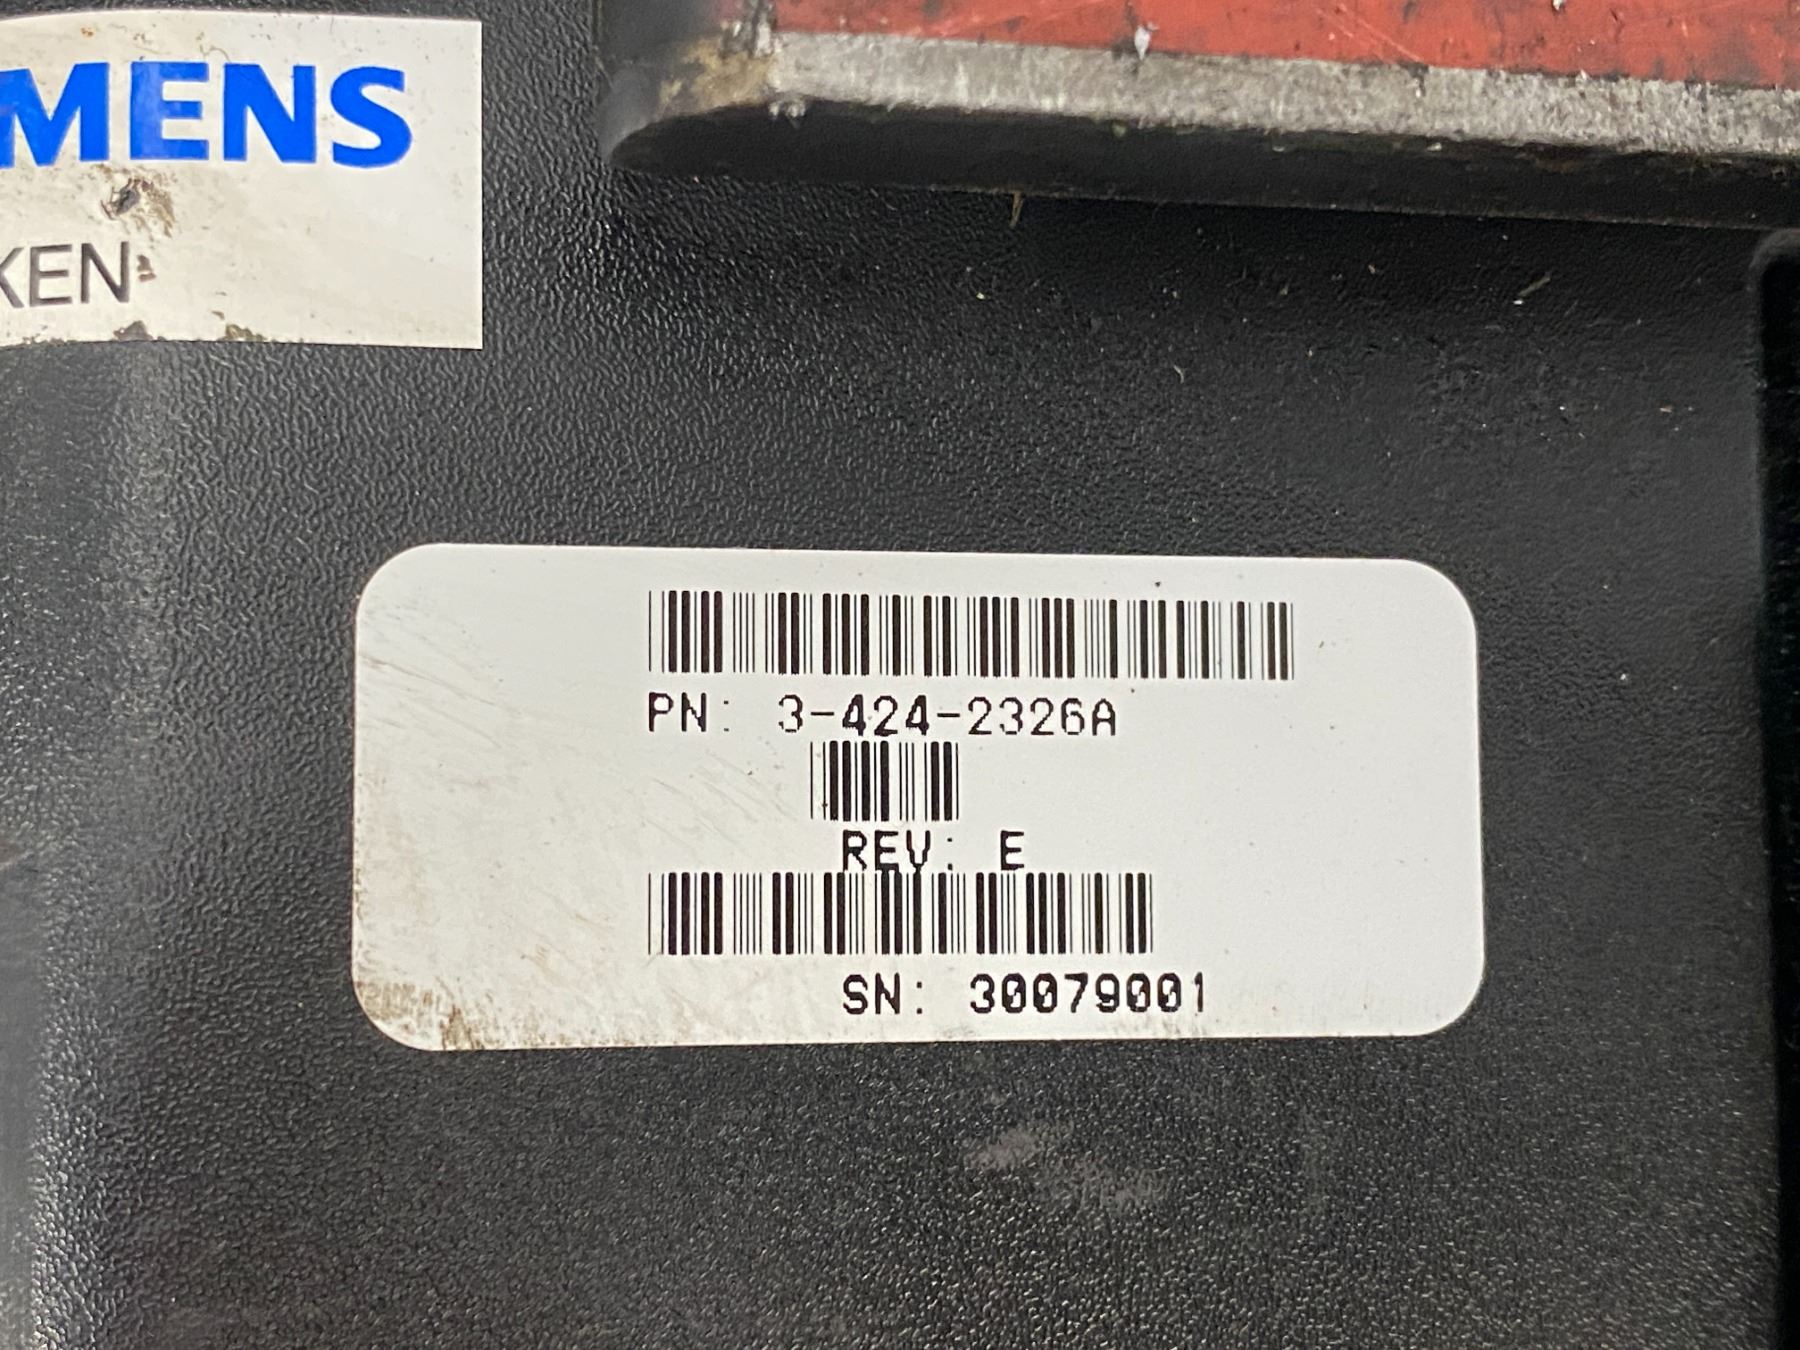 MENS
KEN
PN: 3-424-2326A
REV: E
SN: 30079001